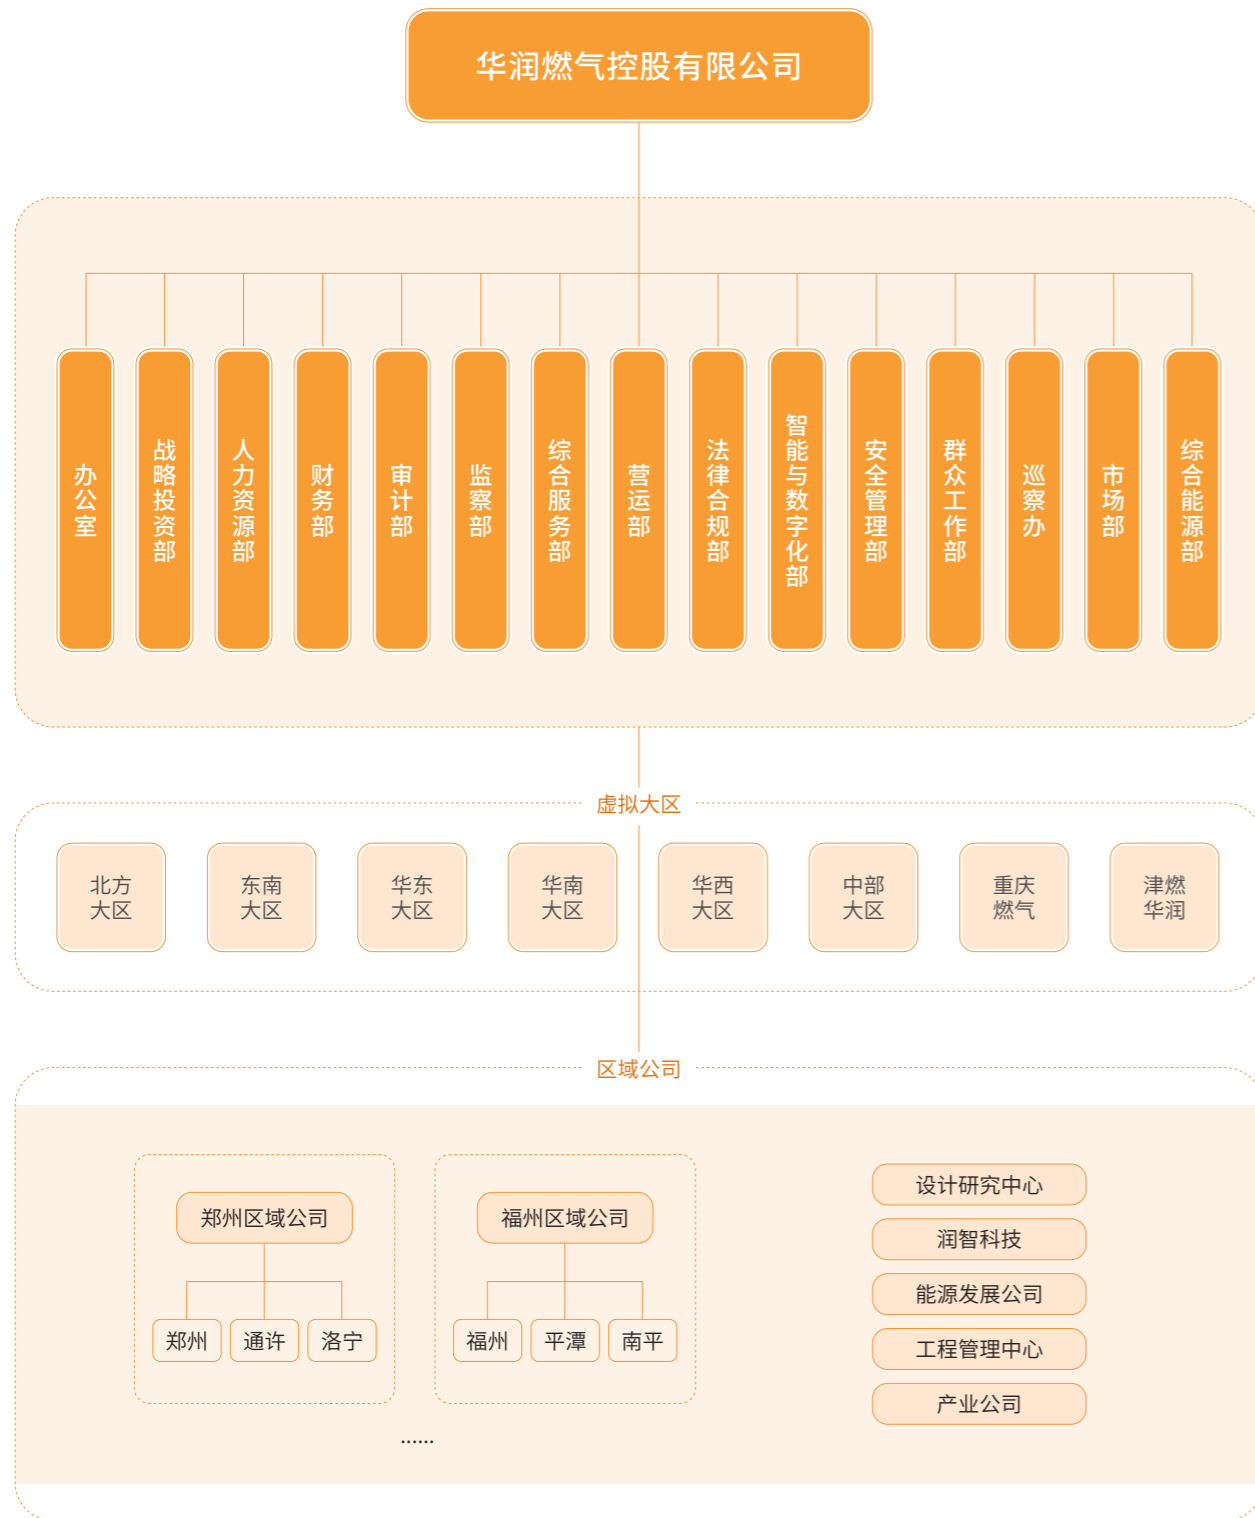 华润燃气控股有限公司
办公室
战略投资部
人力资源部
财务部
审计部
监察部
综合服务部
营运部
法律合规部
智能与数字化部
安全管理部
群众工作部
巡察办
市场部
综合能源部
虚拟大区
北方
大区
东南
大区
华东
大区
华南
大区
华西
大区
中部
大区
重庆
燃气
津燃
华润
区域公司
郑州区域公司
郑州
通许
洛宁
福州区域公司
福州
平潭
南平
......
设计研究中心
润智科技
能源发展公司
工程管理中心
产业公司